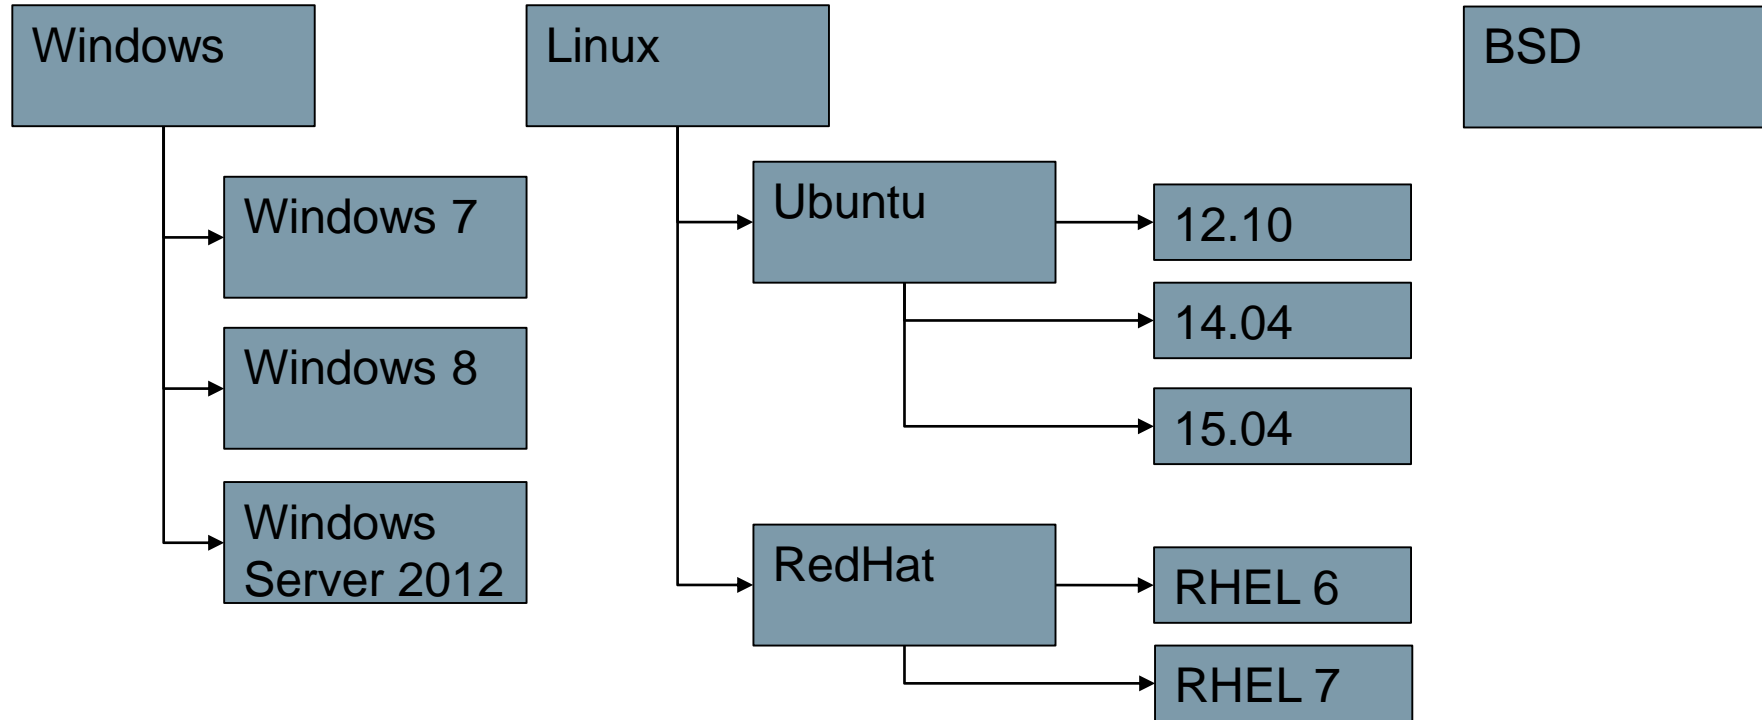 Windows
Linux
BSD
Windows 7
Windows 8
Windows
Server 2012
Ubuntu
12.10
14.04
15.04
RedHat
RHEL 6
RHEL 7